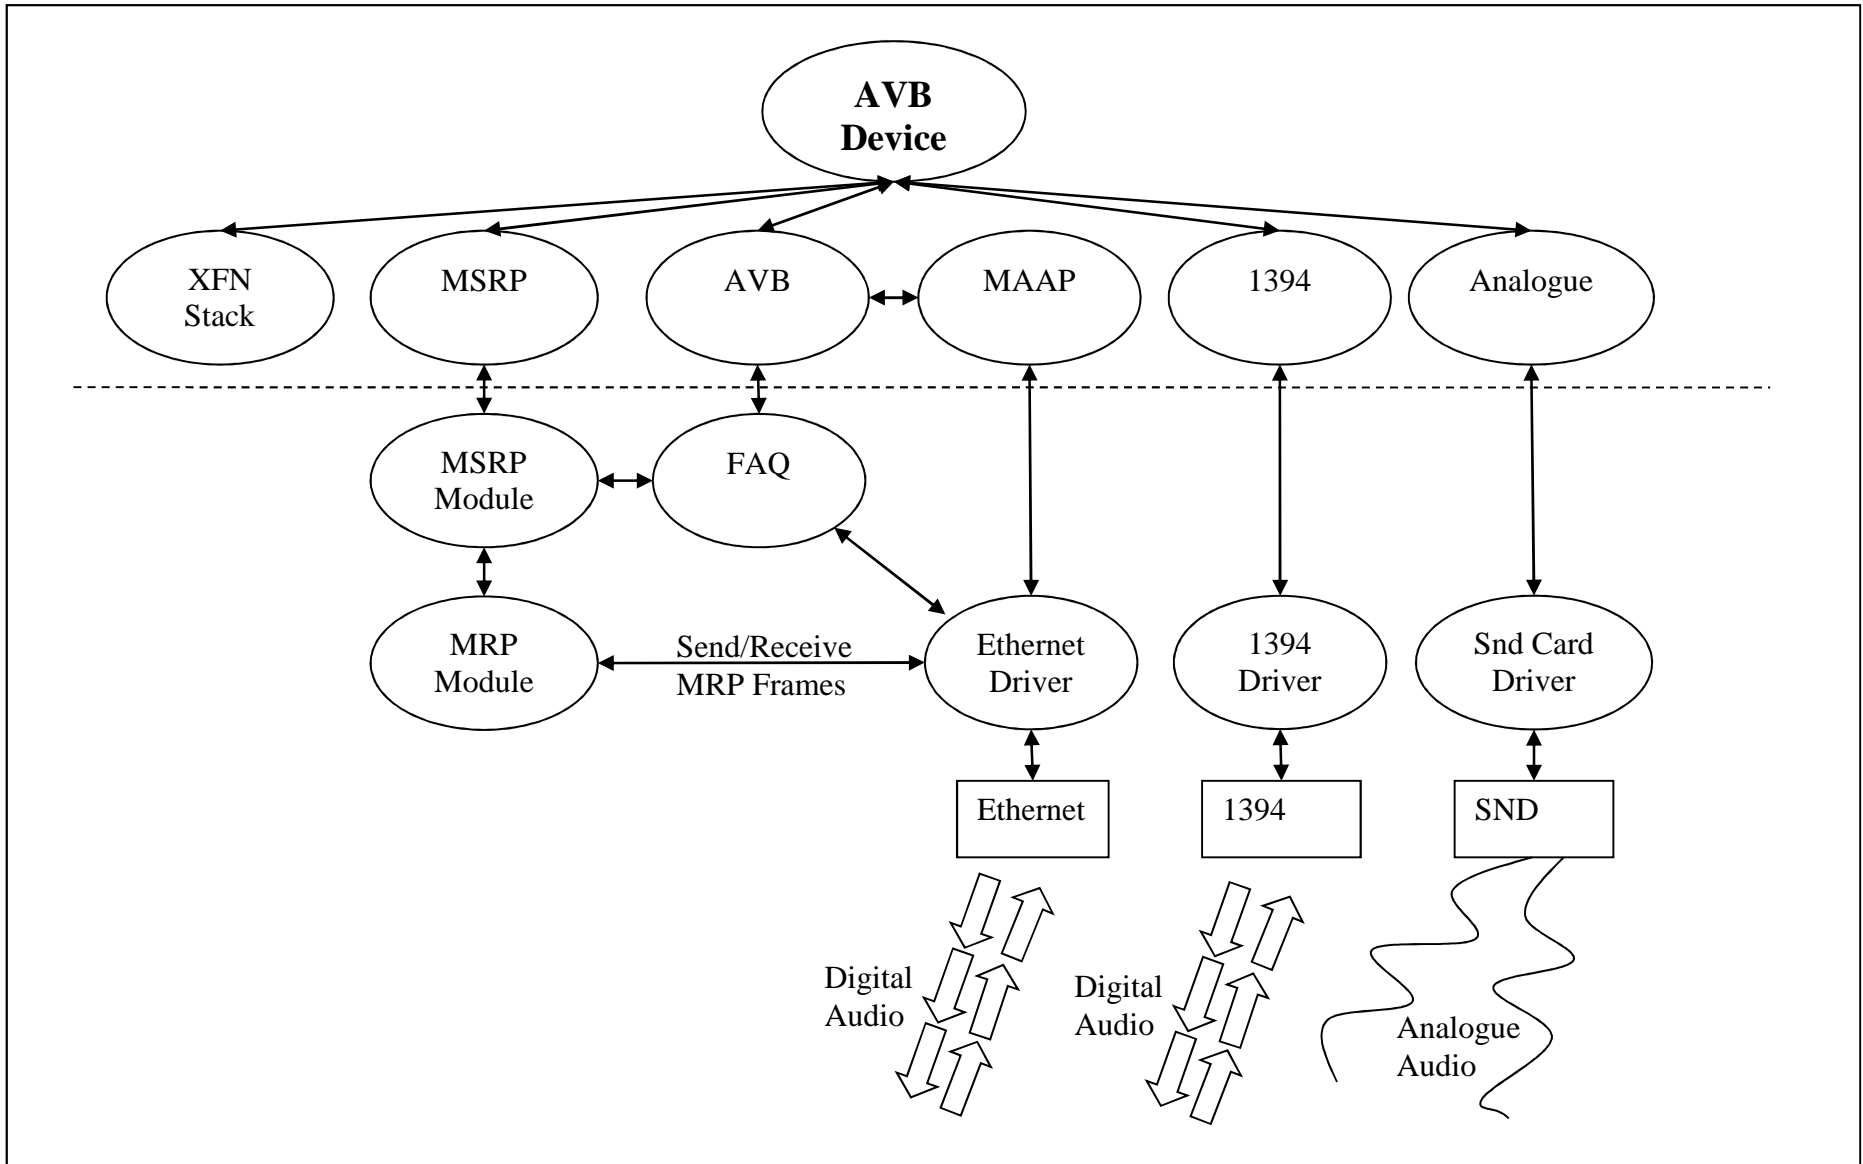 AVB
Device
XFN
Stack
MSRP
AVB
MAAP
1394
Analogue
MSRP
Module
FAQ
MRP
Module
Send/Receive
MRP Frames
Ethernet
Driver
1394
Driver
Snd Card
Driver
Ethernet
1394
SND
Digital
Audio
Digital
Audio
Analogue
Audio